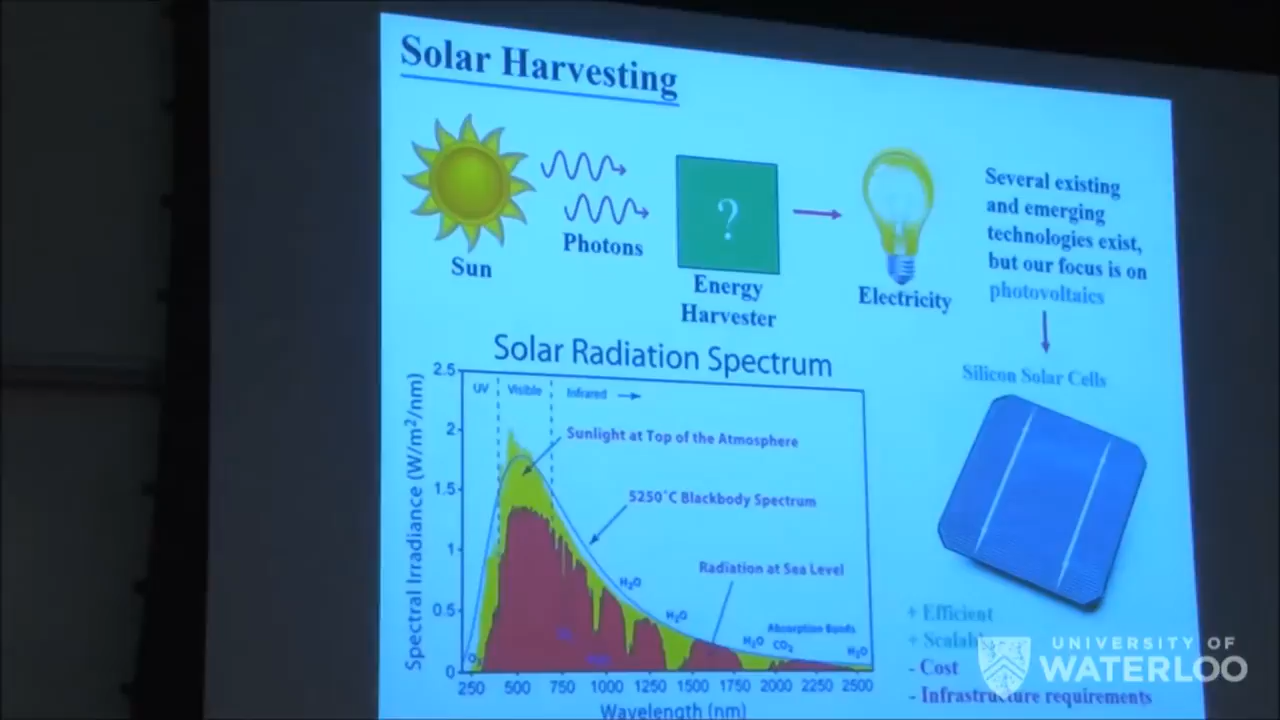 Solar Harvesting
?
Sun
Photons
Energy
Harvester
Electricity
Several existing
and emerging
technologies exist,
but our focus is on
photovoltaics
Silicon Solar Cells
+ Efficient
- Cost
- Infrastructure requirements
Solar Radiation Spectrum
UV
Visible
Infrared
Sunlight at Top of the Atmosphere
5250°C Blackbody Spectrum
Radiation at Sea Level
H₂O
H₂O
H₂O
Absorption Bands
CO₂
H₂O
Spectral Irradiance (W/m²/nm)
2.5
2
1.5
1
0.5
0
250 500 750 1000 1250 1500 1750 2000 2250 2500
Wavelength (nm)
UNIVERSITY OF
WATERLOO